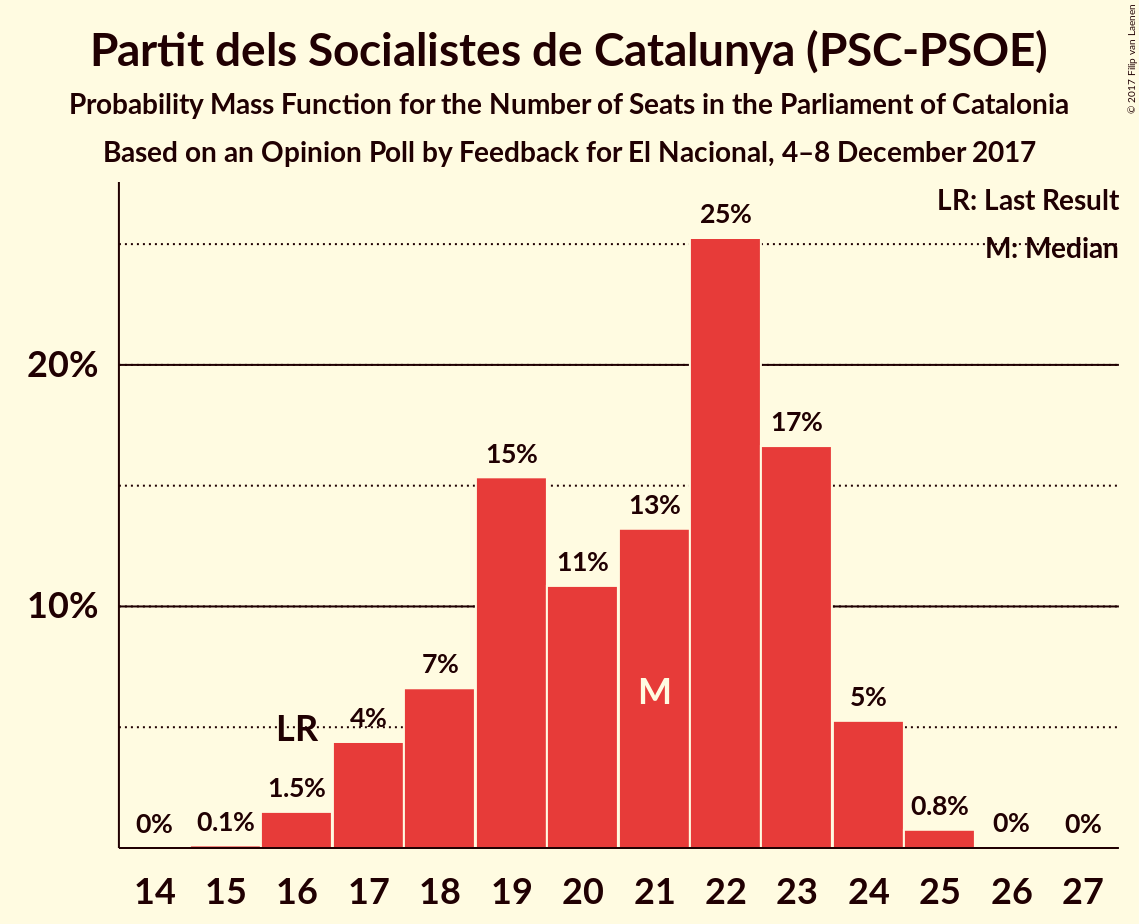 Partit dels Socialistes de Catalunya (PSC-PSOE)
Probability Mass Function for the Number of Seats in the Parliament of Catalonia
Based on an Opinion Poll by Feedback for El Nacional, 4–8 December 2017
© 2017 Filip van Laenen
LR: Last Result
M: Median
20%
10%
0%
0.1%
1.5%
LR
4%
7%
15%
11%
13%
M
25%
17%
5%
0.8%
0%
0%
14 15 16 17 18 19 20 21 22 23 24 25 26 27